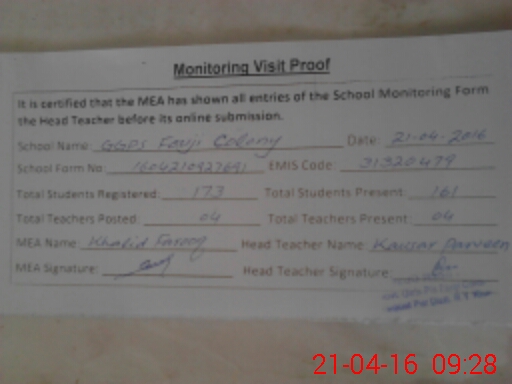 Monitoring Visit Proof
It is certified that the MEA has shown all entries of the School Monitoring Form
the Head Teacher before its online submission.
School Name: GGPS Fauji Colony Date: 21-04-2016
School Form No: 1604210927691 EMIS Code: 31320479
Total Students Registered: 173 Total Students Present: 161
Total Teachers Posted: 04 Total Teachers Present: 04
MEA Name: Khalid Farooq Head Teacher Name: Kausar Parveen
MEA Signature: Head Teacher Signature
21-04-16 09:28